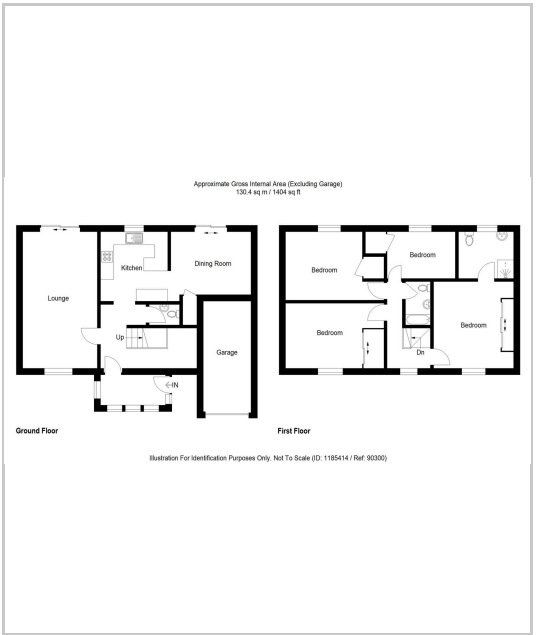 Approximate Gross Internal Area (Excluding Garage)
130.4 sq m / 1404 sq ft
Kitchen
Dining Room
Lounge
Up
Garage
IN
Ground Floor
Bedroom
Bedroom
Bedroom
Bedroom
Dn
First Floor
Illustration For Identification Purposes Only. Not To Scale (ID: 1185414 / Ref: 90300)